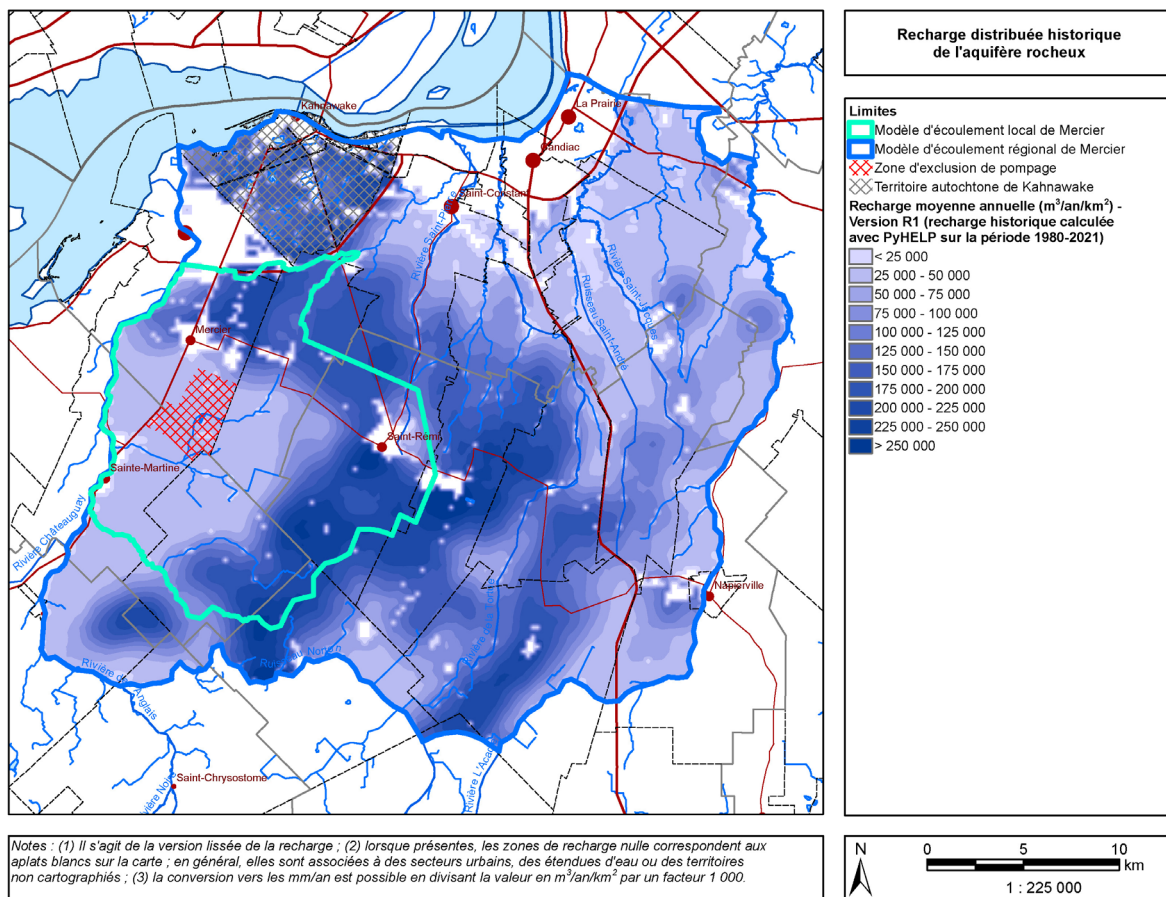 Recharge distribuée historique
de l'aquifère rocheux
Limites
Modèle d'écoulement local de Mercier
Modèle d'écoulement régional de Mercier
Zone d'exclusion de pompage
Territoire autochtone de Kahnawake
Recharge moyenne annuelle (m³/an/km²) -
Version R1 (recharge historique calculée
avec PyHELP sur la période 1980-2021)
< 25 000
25 000 - 50 000
50 000 - 75 000
75 000 - 100 000
100 000 - 125 000
125 000 - 150 000
150 000 - 175 000
175 000 - 200 000
200 000 - 225 000
225 000 - 250 000
> 250 000
Kahnawake
La Prairie
Candiac
Saint-Constant
Rivière Saint-
Rivière Saint-Jacques
Ruisseau Saint-André
Mercier
Saint-Rémi
Sainte-Martine
Rivière Châteauguay
Napierville
Rivière des Anglais
Rivière de la
Saint-Chrysostome
Rivière Noire
Rivière L'Acadie
Notes : (1) Il s'agit de la version lissée de la recharge ; (2) lorsque présentes, les zones de recharge nulle correspondent aux
aplats blancs sur la carte ; en général, elles sont associées à des secteurs urbains, des étendues d'eau ou des territoires
non cartographiés ; (3) la conversion vers les mm/an est possible en divisant la valeur en m³/an/km² par un facteur 1 000.
N
0 5 10
km
1 : 225 000